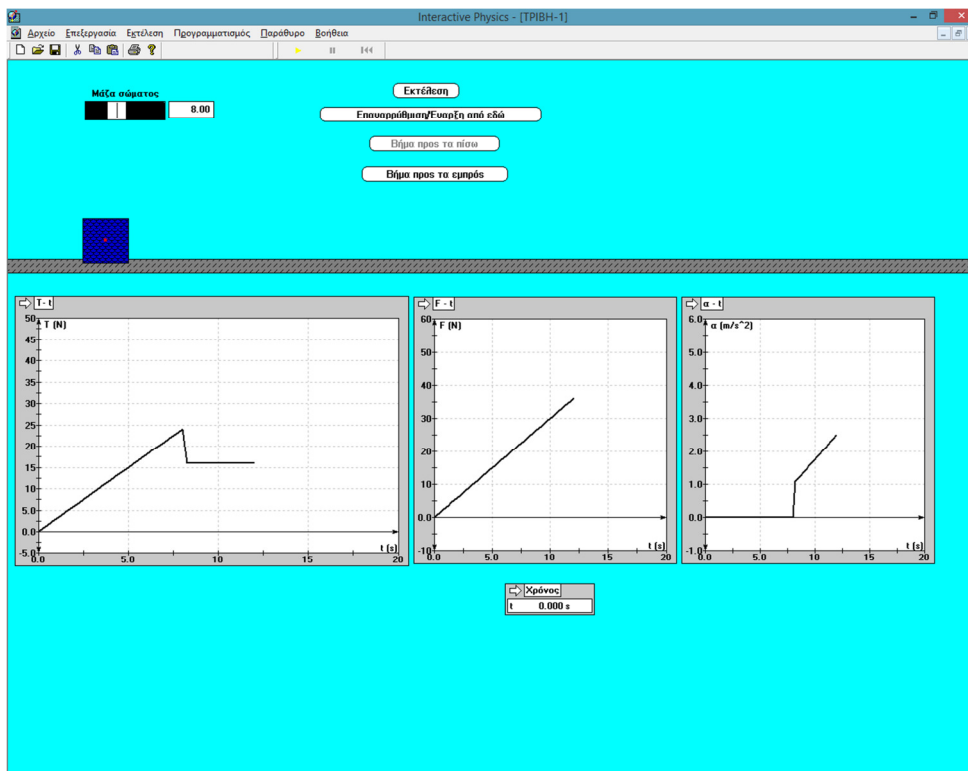 Interactive Physics - [ΤΡΙΒΗ-1]
Αρχείο Επεξεργασία Εκτέλεση Προγραμματισμός Παράθυρο Βοήθεια
Μάζα σώματος
8.00
Εκτέλεση
Επαναρρύθμιση/Έναρξη από εδώ
Βήμα προς τα πίσω
Βήμα προς τα εμπρός
T - t
T (N)
50
45
40
35
30
25
20
15
10
5.0
0.0
-5.0
0.0 5.0 10 15 20
t (s)
F - t
F (N)
60
50
40
30
20
10
0.0
-10
0.0 5.0 10 15 20
t (s)
α - t
α (m/s^2)
6.0
5.0
4.0
3.0
2.0
1.0
0.0
-1.0
0.0 5.0 10 15 20
t (s)
Χρόνος
t 0.000 s